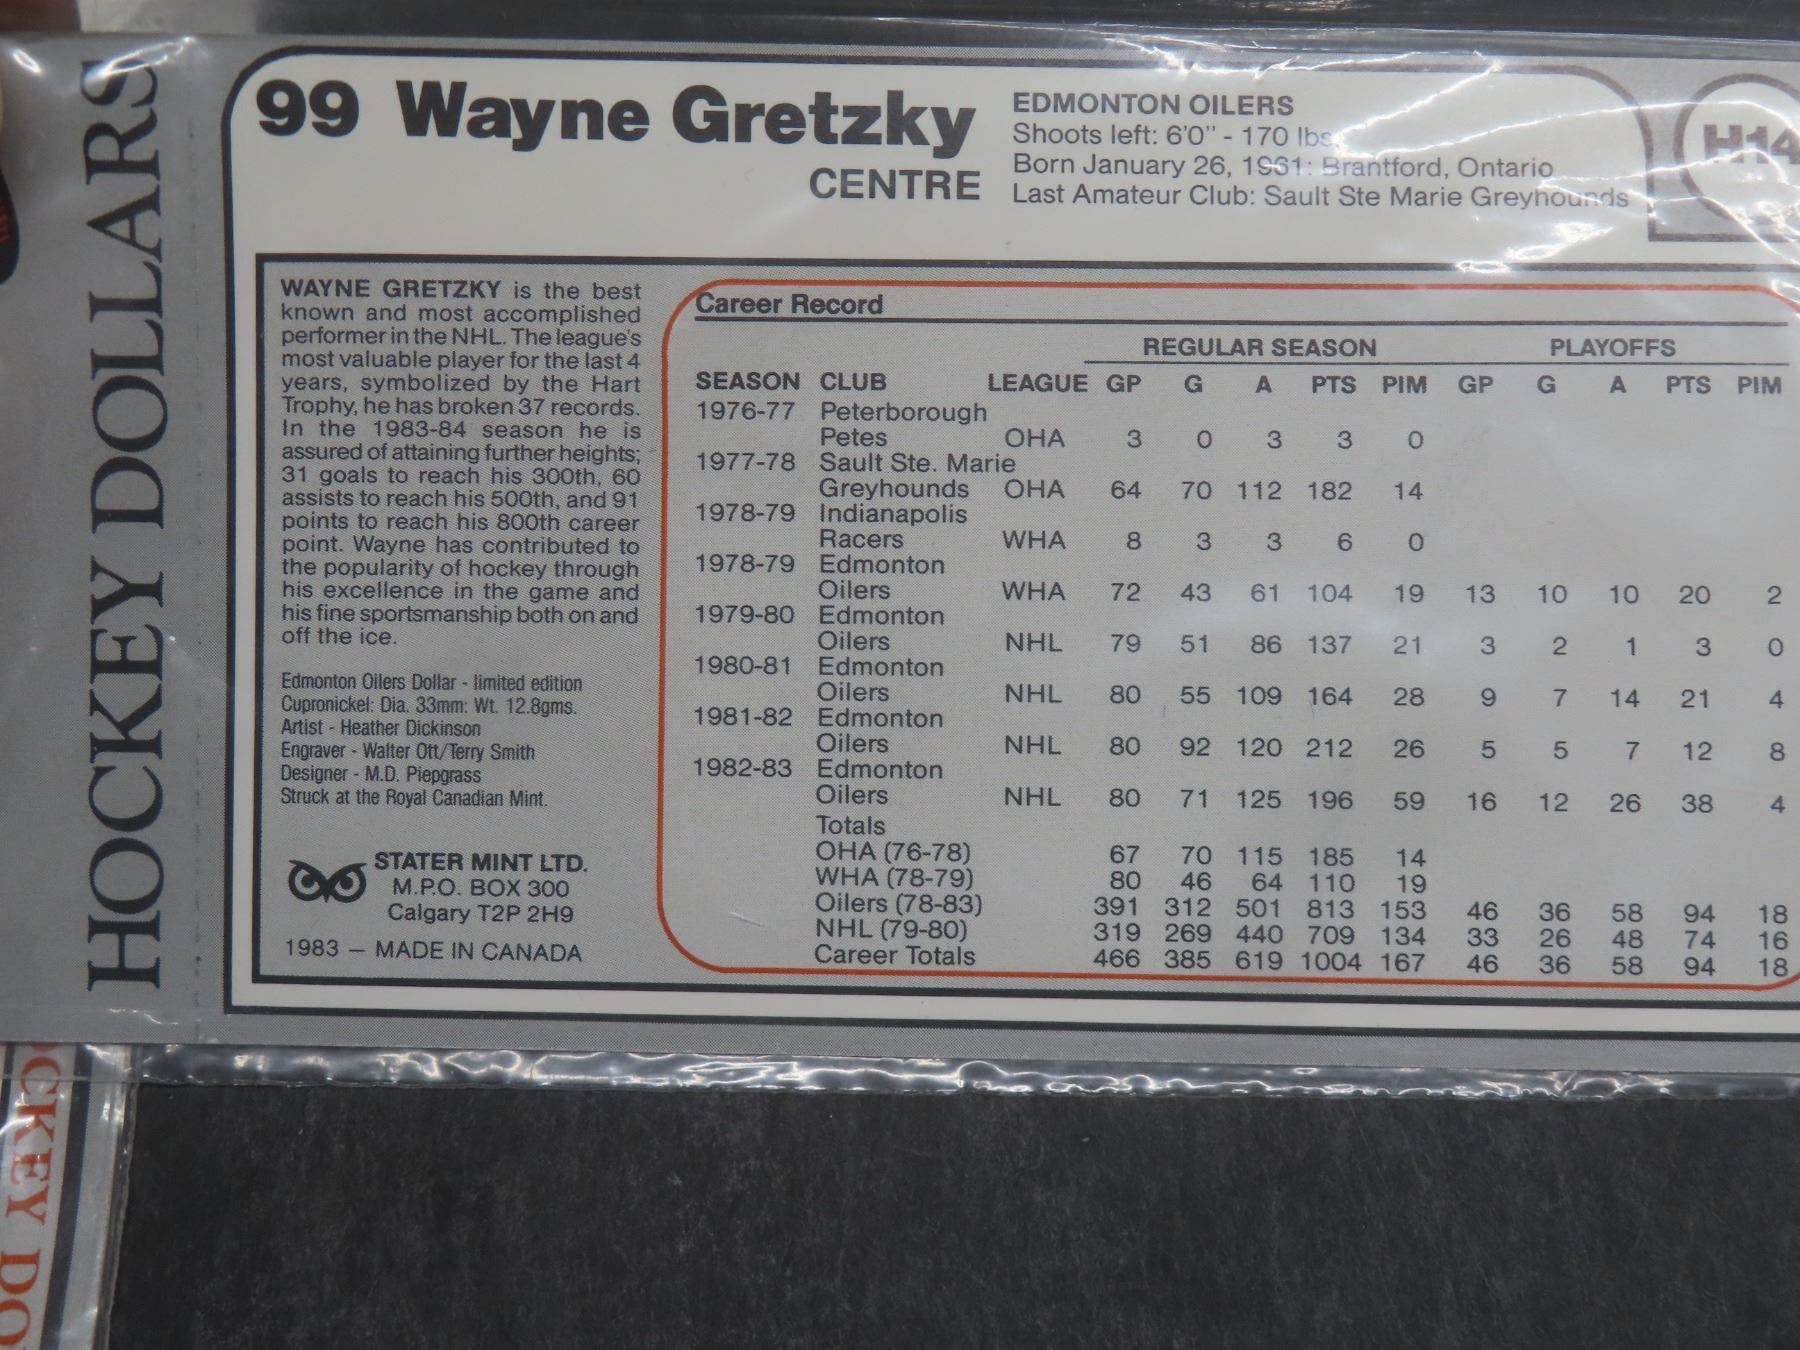 HOCKEY DOLLARS
99 Wayne Gretzky
CENTRE
EDMONTON OILERS
Shoots left: 6'0" - 170 lbs.
Born January 26, 1961: Brantford, Ontario
Last Amateur Club: Sault Ste Marie Greyhounds
H14
WAYNE GRETZKY is the best
known and most accomplished
performer in the NHL. The league's
most valuable player for the last 4
years, symbolized by the Hart
Trophy, he has broken 37 records.
In the 1983-84 season he is
assured of attaining further heights;
31 goals to reach his 300th, 60
assists to reach his 500th, and 91
points to reach his 800th career
point. Wayne has contributed to
the popularity of hockey through
his excellence in the game and
his fine sportsmanship both on and
off the ice.
Edmonton Oilers Dollar - limited edition
Cupronickel: Dia. 33mm: Wt. 12.8gms.
Artist - Heather Dickinson
Engraver - Walter Ott/Terry Smith
Designer - M.D. Piepgrass
Struck at the Royal Canadian Mint.
STATER MINT LTD.
M.P.O. BOX 300
Calgary T2P 2H9
1983 — MADE IN CANADA
Career Record
REGULAR SEASON PLAYOFFS
SEASON CLUB LEAGUE GP G A PTS PIM GP G A PTS PIM
1976-77 Peterborough
Petes OHA 3 0 3 3 0
1977-78 Sault Ste. Marie
Greyhounds OHA 64 70 112 182 14
1978-79 Indianapolis
Racers WHA 8 3 3 6 0
1978-79 Edmonton
Oilers WHA 72 43 61 104 19 13 10 10 20 2
1979-80 Edmonton
Oilers NHL 79 51 86 137 21 3 2 1 3 0
1980-81 Edmonton
Oilers NHL 80 55 109 164 28 9 7 14 21 4
1981-82 Edmonton
Oilers NHL 80 92 120 212 26 5 5 7 12 8
1982-83 Edmonton
Oilers NHL 80 71 125 196 59 16 12 26 38 4
Totals
OHA (76-78) 67 70 115 185 14
WHA (78-79) 80 46 64 110 19
Oilers (78-83) 391 312 501 813 153 46 36 58 94 18
NHL (79-80) 319 269 440 709 134 33 26 48 74 16
Career Totals 466 385 619 1004 167 46 36 58 94 18
OCKEY DO